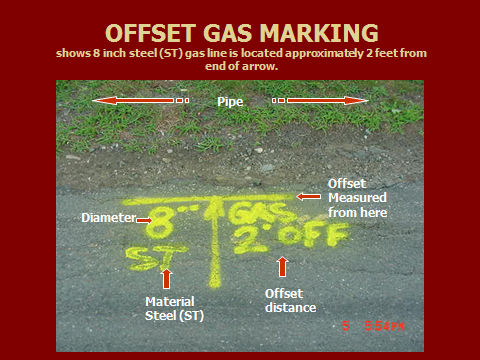 OFFSET GAS MARKING
shows 8 inch steel (ST) gas line is located approximately 2 feet from
end of arrow.
Pipe
Offset
Measured
from here
Diameter
8" GAS
2' OFF
ST
Material
Steel (ST)
Offset
distance